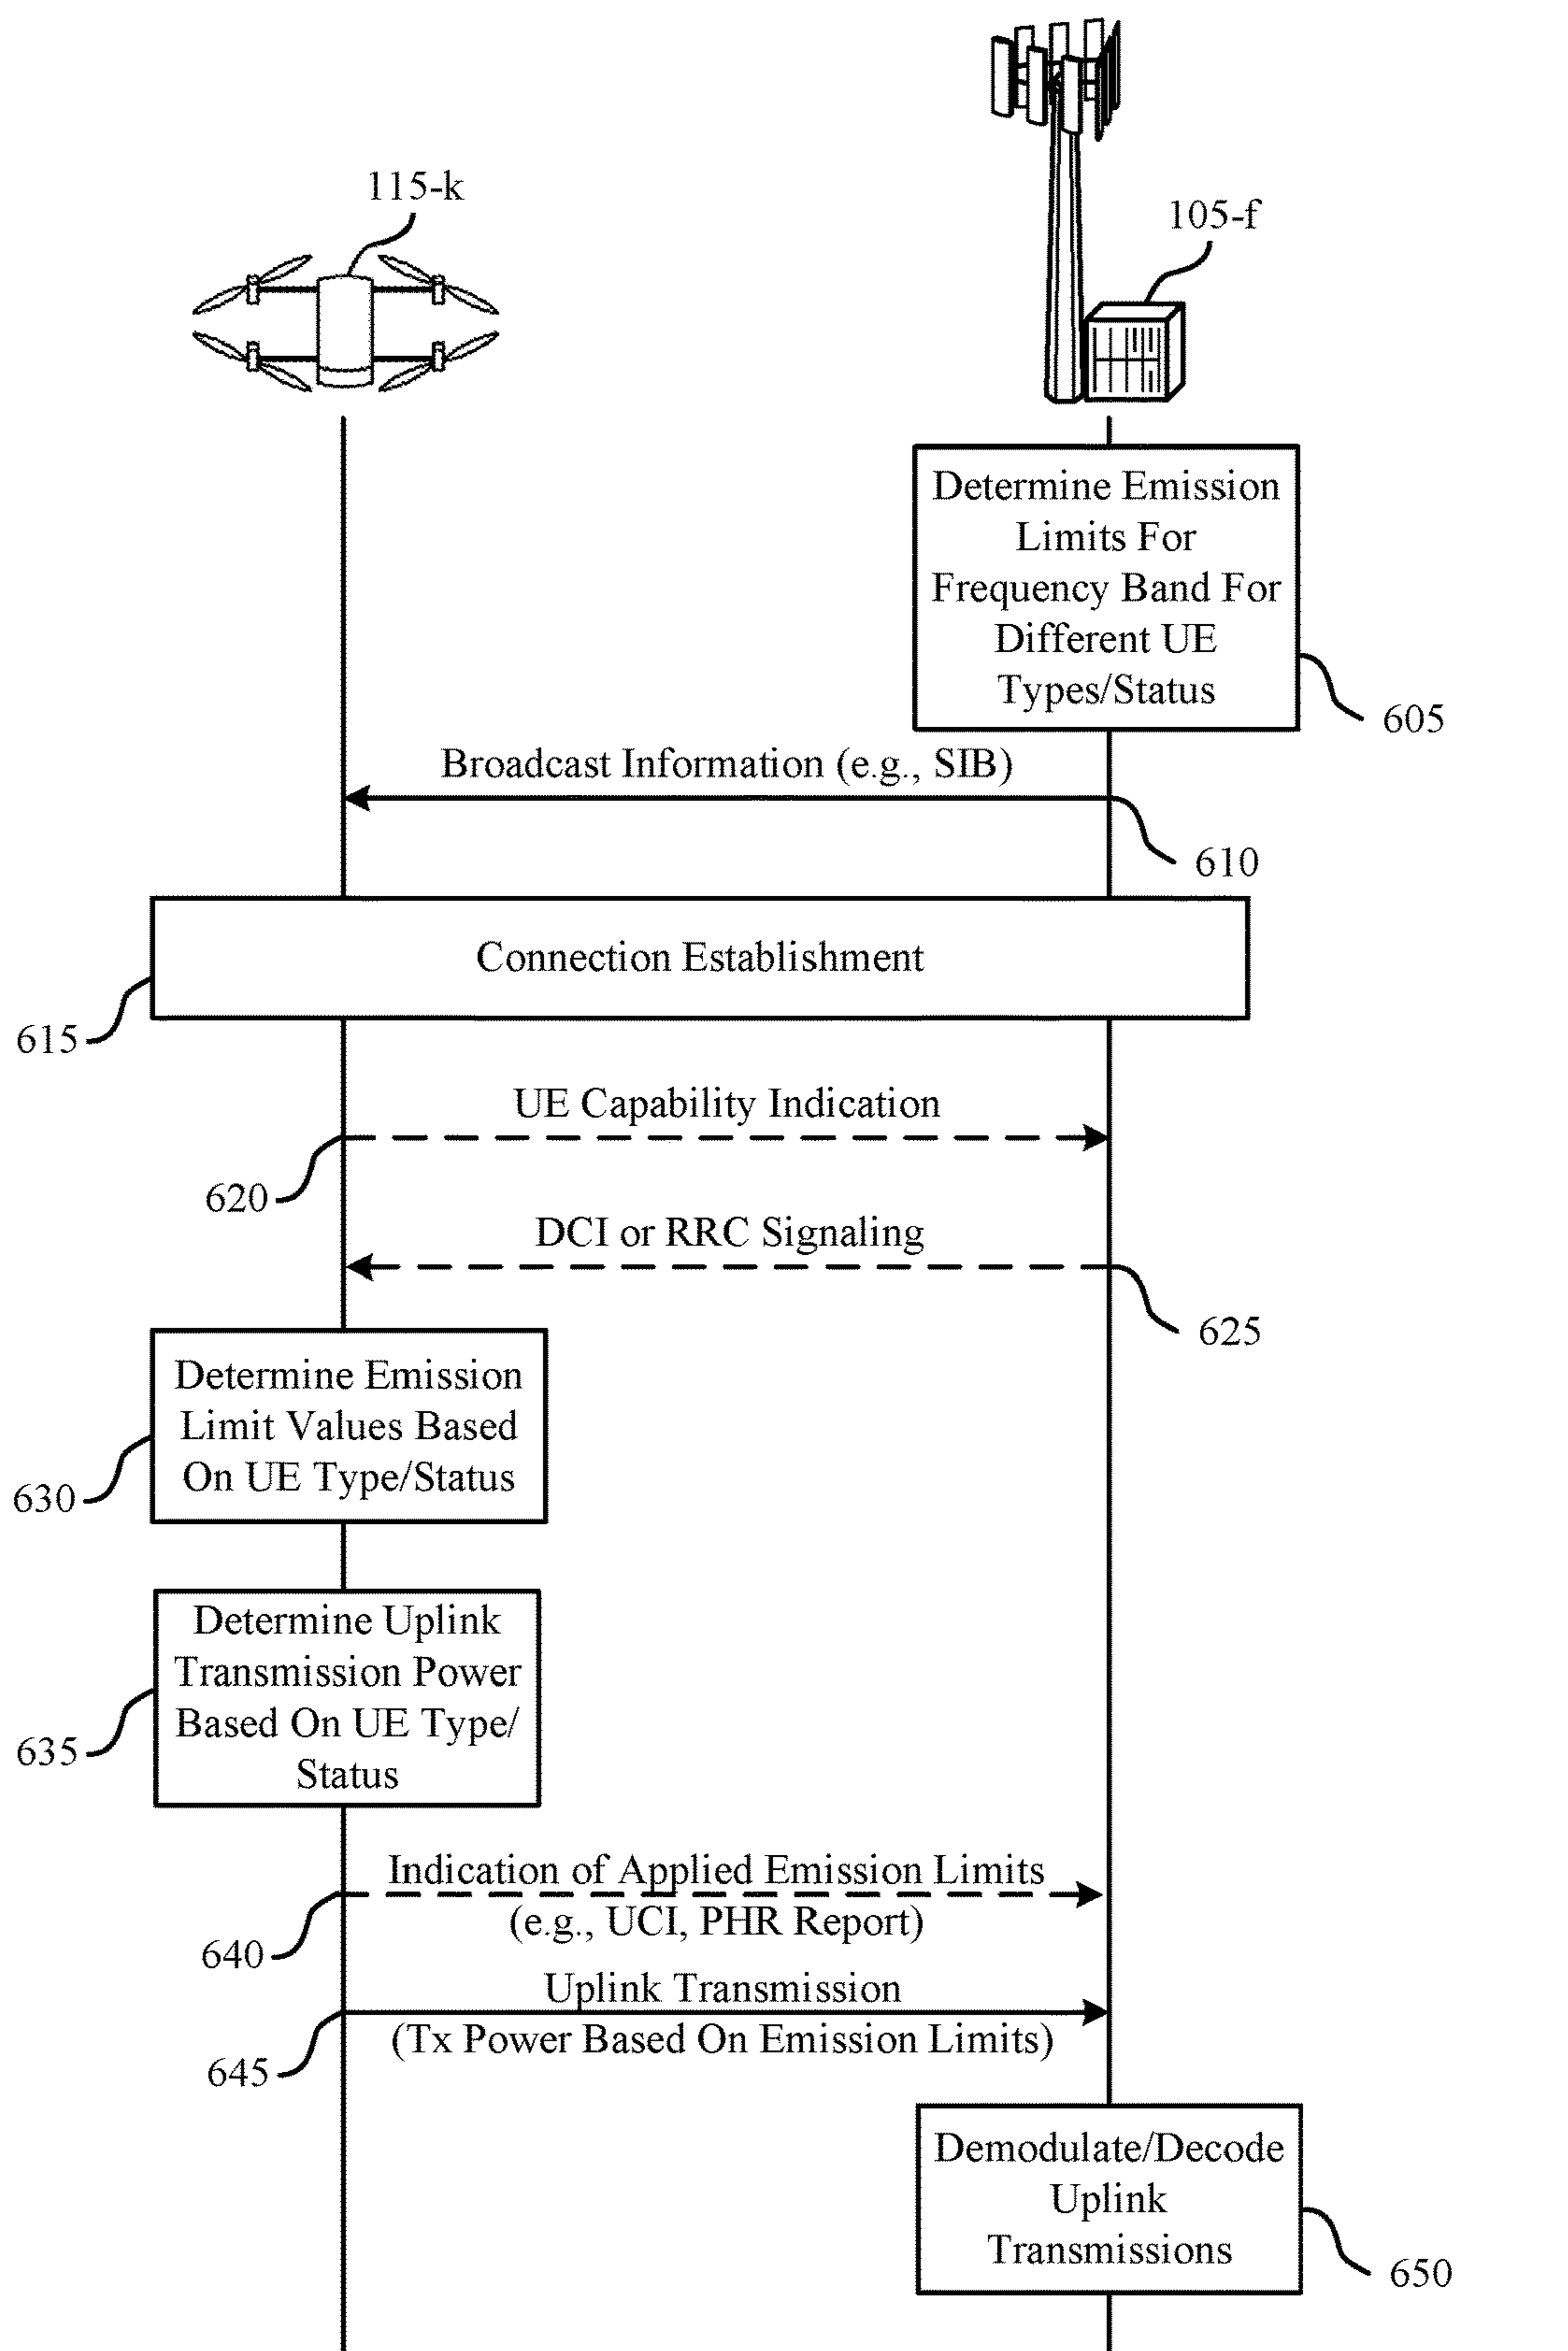 115-k
105-f
Determine Emission
Limits For
Frequency Band For
Different UE
Types/Status
605
Broadcast Information (e.g., SIB)
610
Connection Establishment
615
UE Capability Indication
620
DCI or RRC Signaling
625
Determine Emission
Limit Values Based
On UE Type/Status
630
Determine Uplink
Transmission Power
Based On UE Type/
Status
635
Indication of Applied Emission Limits
(e.g., UCI, PHR Report)
640
Uplink Transmission
(Tx Power Based On Emission Limits)
645
Demodulate/Decode
Uplink
Transmissions
650